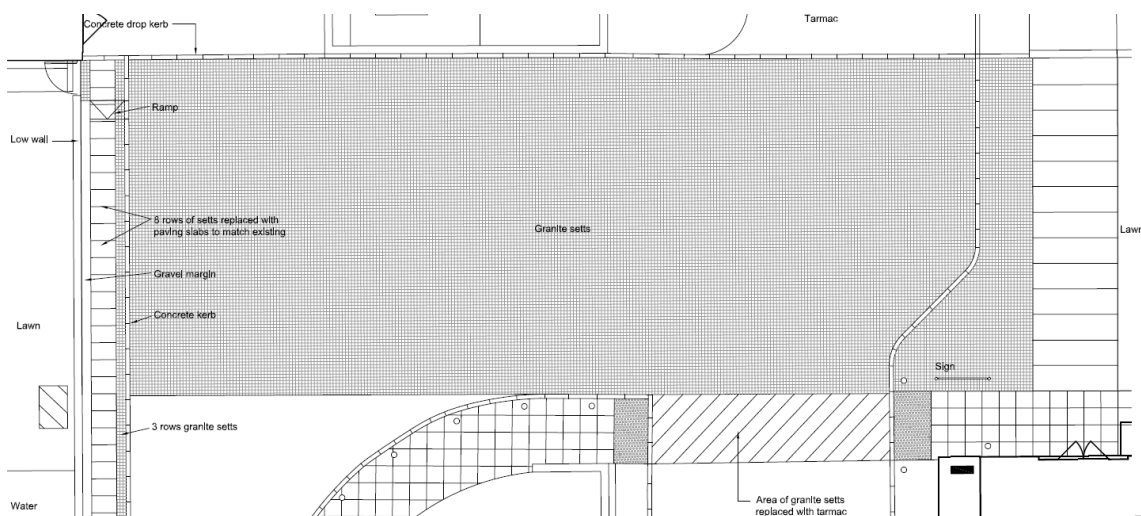 Concrete drop kerb
Tarmac
Ramp
Low wall
8 rows of setts replaced with
paving slabs to match existing
Granite setts
Lawn
Gravel margin
Concrete kerb
Lawn
Sign
3 rows granite setts
Water
Area of granite setts
replaced with tarmac